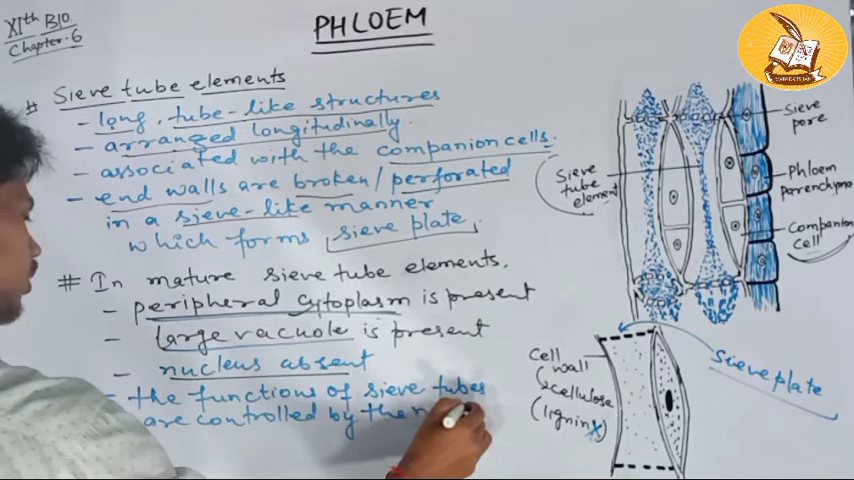 XIth BIO
Chapter-6
PHLOEM
# Sieve tube elements
- long, tube-like structures
- arranged longitudinally.
- associated with the companion cells.
- end walls are broken/perforated
in a sieve-like manner
which forms sieve plate.
# In mature sieve tube elements,
- peripheral cytoplasm is present
- large vacuole is present
- nucleus absent
- the functions of sieve tubes
are controlled by the n
Sieve
pore
Sieve
tube
element
Phloem
parenchyma
Companion
cell
Cell
wall
cellulose
(lignin x)
Sieve plate